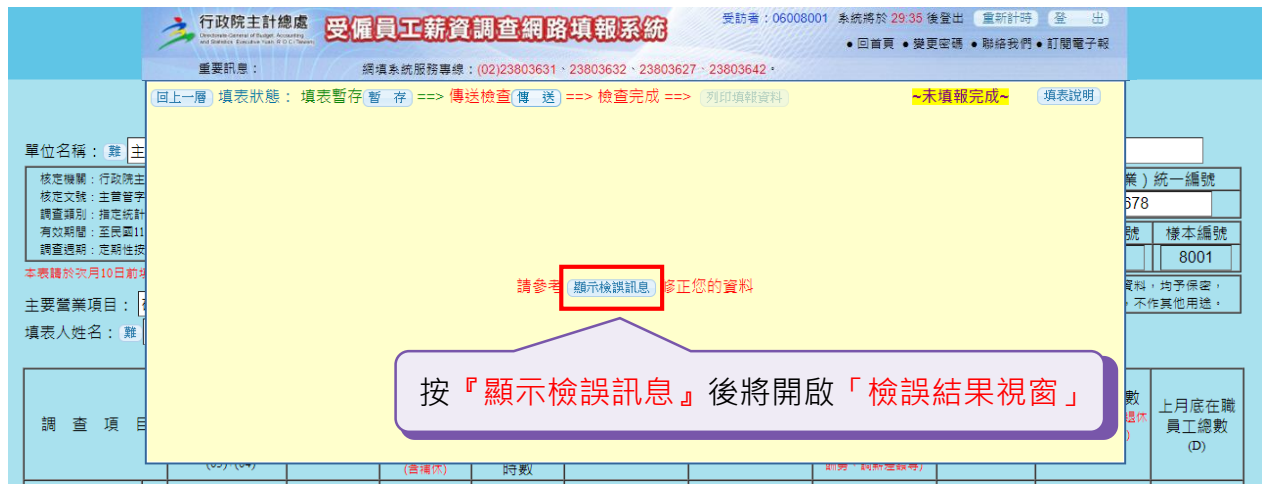 行政院主計總處
受僱員工薪資調查網路填報系統
受訪者：06008001 系統將於 29:35 後登出 重新計時 登 出
●回首頁 ●變更密碼 ●聯絡我們 ●訂閱電子報
重要訊息： 網填系統服務專線：(02)23803631、23803632、23803627、23803642。
回上一層 填表狀態： 填表暫存 暫 存 ==> 傳送檢查 傳 送 ==> 檢查完成 ==> 列印填報資料 ~未填報完成~ 填表說明
單位名稱： 難 主
核定機關：行政院主
核定文號：主普管字
調查類別：指定統計
有效期間：至民國11
調查週期：定期性按
業）統一編號
678
號 樣本編號
8001
本表請於次月10日前填
資料，均予保密，
，不作其他用途。
主要營業項目：
填表人姓名： 難
請參考 顯示檢誤訊息 修正您的資料
按『顯示檢誤訊息』後將開啟「檢誤結果視窗」
調 查 項 目
(含補休)
時數
數
退休
上月底在職
員工總數
(D)